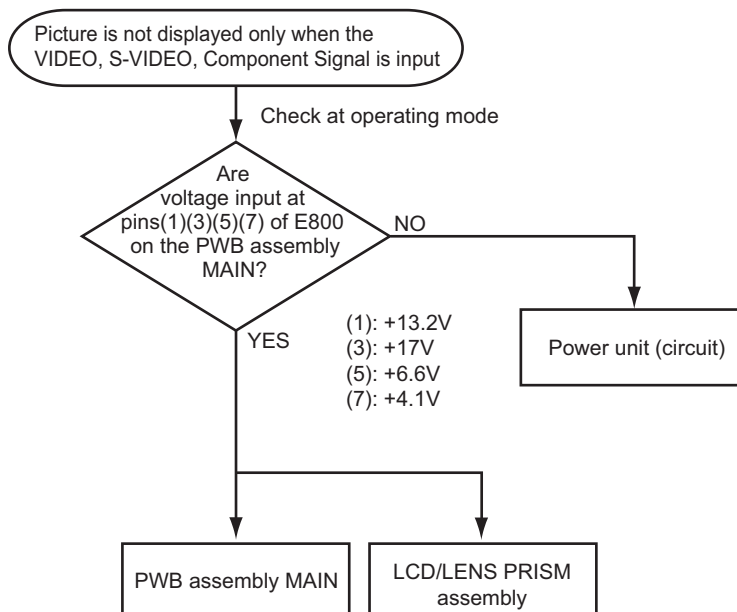 Picture is not displayed only when the
VIDEO, S-VIDEO, Component Signal is input
Check at operating mode
Are
voltage input at
pins(1)(3)(5)(7) of E800
on the PWB assembly
MAIN?
NO
YES
(1): +13.2V
(3): +17V
(5): +6.6V
(7): +4.1V
Power unit (circuit)
PWB assembly MAIN
LCD/LENS PRISM
assembly